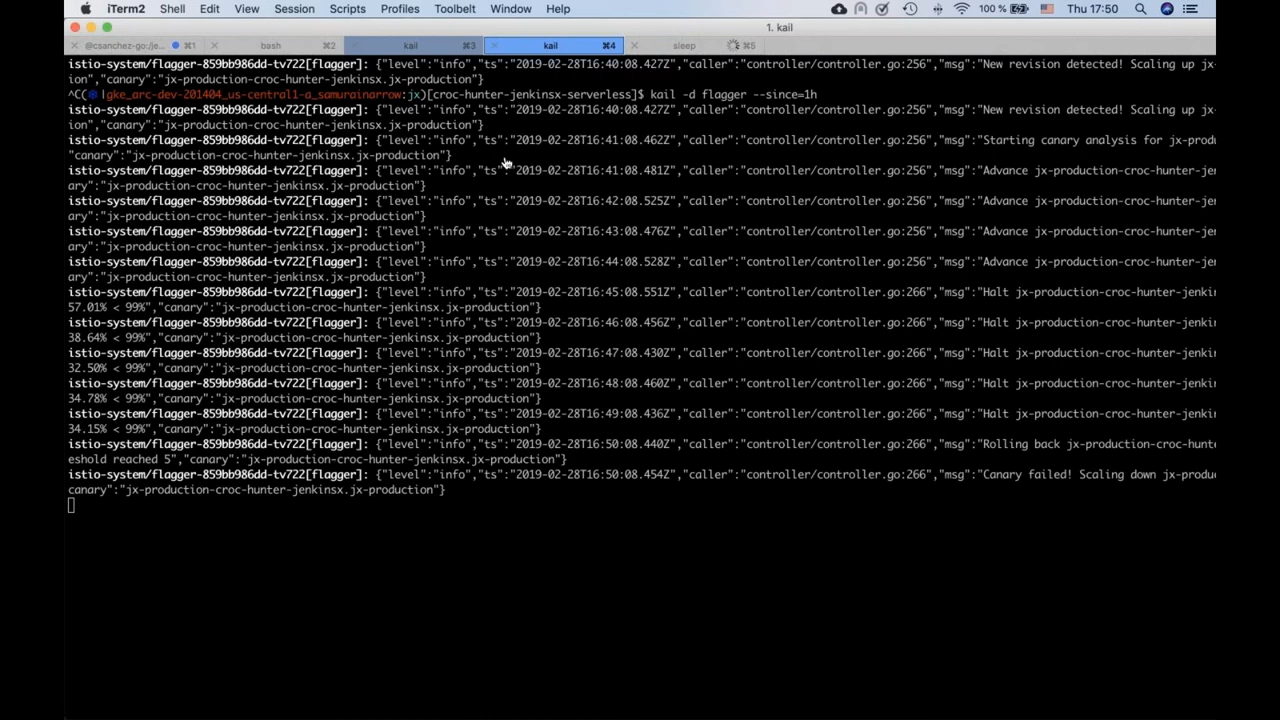 iTerm2 Shell Edit View Session Scripts Profiles Toolbelt Window Help 100 % Thu 17:50
1. kail
@csanchez-go:/je... ⌘1 bash ⌘2 kail ⌘3 kail ⌘4 sleep ⌘5
istio-system/flagger-859bb986dd-tv722[flagger]: {"level":"info","ts":"2019-02-28T16:40:08.427Z","caller":"controller/controller.go:256","msg":"New revision detected! Scaling up jx-
ion","canary":"jx-production-croc-hunter-jenkinsx.jx-production"}
^C(⎈ |gke_arc-dev-201404_us-central1-a_samurainarrow:jx)[croc-hunter-jenkinsx-serverless]$ kail -d flagger --since=1h
istio-system/flagger-859bb986dd-tv722[flagger]: {"level":"info","ts":"2019-02-28T16:40:08.427Z","caller":"controller/controller.go:256","msg":"New revision detected! Scaling up jx-
ion","canary":"jx-production-croc-hunter-jenkinsx.jx-production"}
istio-system/flagger-859bb986dd-tv722[flagger]: {"level":"info","ts":"2019-02-28T16:41:08.462Z","caller":"controller/controller.go:256","msg":"Starting canary analysis for jx-produ
"canary":"jx-production-croc-hunter-jenkinsx.jx-production"}
istio-system/flagger-859bb986dd-tv722[flagger]: {"level":"info","ts":"2019-02-28T16:41:08.481Z","caller":"controller/controller.go:256","msg":"Advance jx-production-croc-hunter-jen
ary":"jx-production-croc-hunter-jenkinsx.jx-production"}
istio-system/flagger-859bb986dd-tv722[flagger]: {"level":"info","ts":"2019-02-28T16:42:08.525Z","caller":"controller/controller.go:256","msg":"Advance jx-production-croc-hunter-jen
ary":"jx-production-croc-hunter-jenkinsx.jx-production"}
istio-system/flagger-859bb986dd-tv722[flagger]: {"level":"info","ts":"2019-02-28T16:43:08.476Z","caller":"controller/controller.go:256","msg":"Advance jx-production-croc-hunter-jen
ary":"jx-production-croc-hunter-jenkinsx.jx-production"}
istio-system/flagger-859bb986dd-tv722[flagger]: {"level":"info","ts":"2019-02-28T16:44:08.528Z","caller":"controller/controller.go:256","msg":"Advance jx-production-croc-hunter-jen
ary":"jx-production-croc-hunter-jenkinsx.jx-production"}
istio-system/flagger-859bb986dd-tv722[flagger]: {"level":"info","ts":"2019-02-28T16:45:08.551Z","caller":"controller/controller.go:266","msg":"Halt jx-production-croc-hunter-jenkin
57.01% < 99%","canary":"jx-production-croc-hunter-jenkinsx.jx-production"}
istio-system/flagger-859bb986dd-tv722[flagger]: {"level":"info","ts":"2019-02-28T16:46:08.456Z","caller":"controller/controller.go:266","msg":"Halt jx-production-croc-hunter-jenkin
38.64% < 99%","canary":"jx-production-croc-hunter-jenkinsx.jx-production"}
istio-system/flagger-859bb986dd-tv722[flagger]: {"level":"info","ts":"2019-02-28T16:47:08.430Z","caller":"controller/controller.go:266","msg":"Halt jx-production-croc-hunter-jenkin
32.50% < 99%","canary":"jx-production-croc-hunter-jenkinsx.jx-production"}
istio-system/flagger-859bb986dd-tv722[flagger]: {"level":"info","ts":"2019-02-28T16:48:08.460Z","caller":"controller/controller.go:266","msg":"Halt jx-production-croc-hunter-jenkin
34.78% < 99%","canary":"jx-production-croc-hunter-jenkinsx.jx-production"}
istio-system/flagger-859bb986dd-tv722[flagger]: {"level":"info","ts":"2019-02-28T16:49:08.436Z","caller":"controller/controller.go:266","msg":"Halt jx-production-croc-hunter-jenkin
34.15% < 99%","canary":"jx-production-croc-hunter-jenkinsx.jx-production"}
istio-system/flagger-859bb986dd-tv722[flagger]: {"level":"info","ts":"2019-02-28T16:50:08.440Z","caller":"controller/controller.go:266","msg":"Rolling back jx-production-croc-hunte
eshold reached 5","canary":"jx-production-croc-hunter-jenkinsx.jx-production"}
istio-system/flagger-859bb986dd-tv722[flagger]: {"level":"info","ts":"2019-02-28T16:50:08.454Z","caller":"controller/controller.go:266","msg":"Canary failed! Scaling down jx-produc
canary":"jx-production-croc-hunter-jenkinsx.jx-production"}